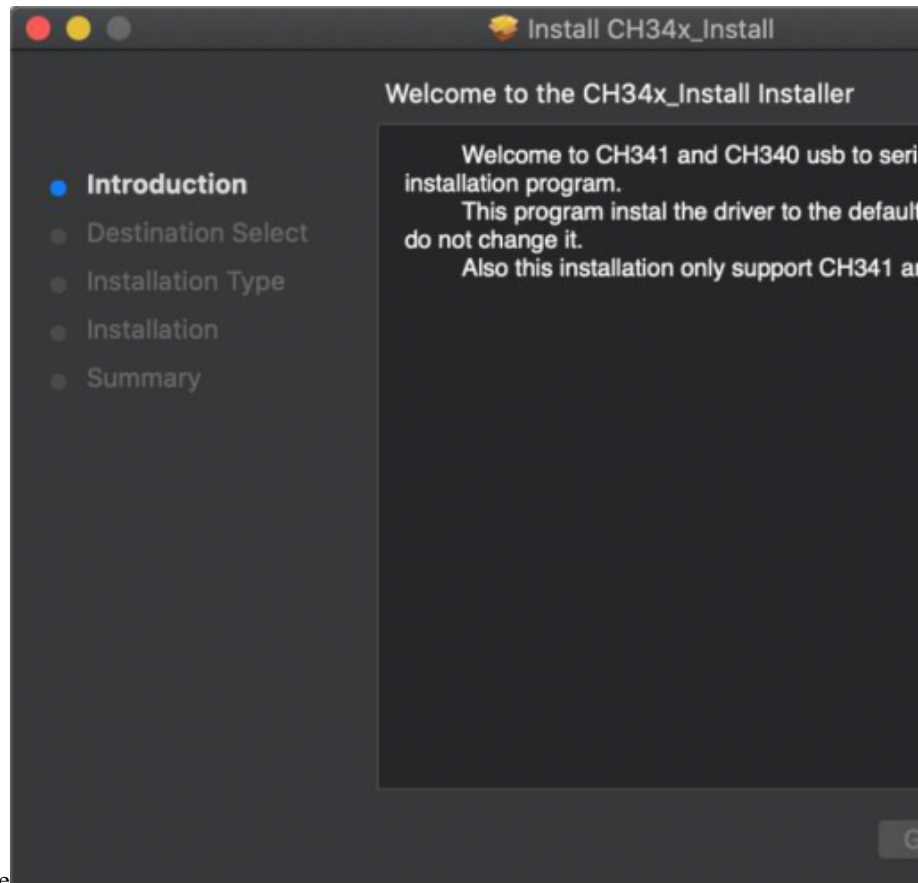 Install CH34x_Install
Welcome to the CH34x_Install Installer
Introduction
Destination Select
Installation Type
Installation
Summary
Welcome to CH341 and CH340 usb to seri
installation program.
This program instal the driver to the default
do not change it.
Also this installation only support CH341 a
G
e